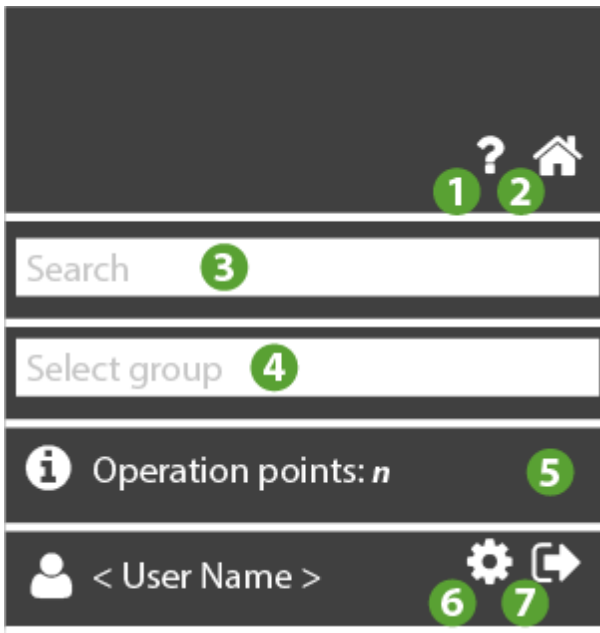 ?
1 2
Search 3
Select group 4
Operation points: n 5
< User Name >
6 7